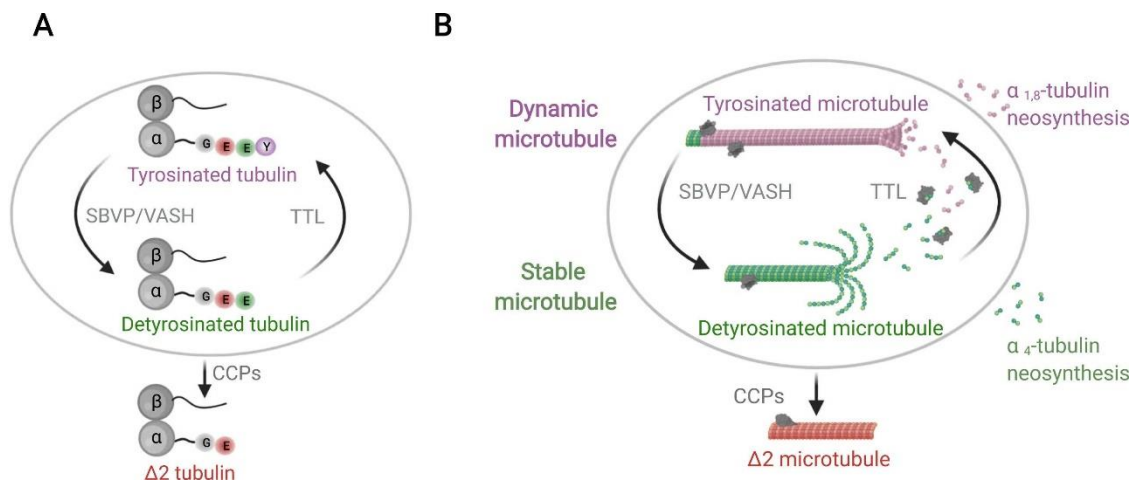 A
β
α
G E E E Y
Tyrosinated tubulin
SBVP/VASH
TTL
β
α
G E E
Detyrosinated tubulin
CCPs
β
α
G E
Δ2 tubulin
B
Dynamic
microtubule
Tyrosinated microtubule
α 1,8-tubulin
neosynthesis
SBVP/VASH
TTL
Stable
microtubule
Detyrosinated microtubule
α 4-tubulin
neosynthesis
CCPs
Δ2 microtubule